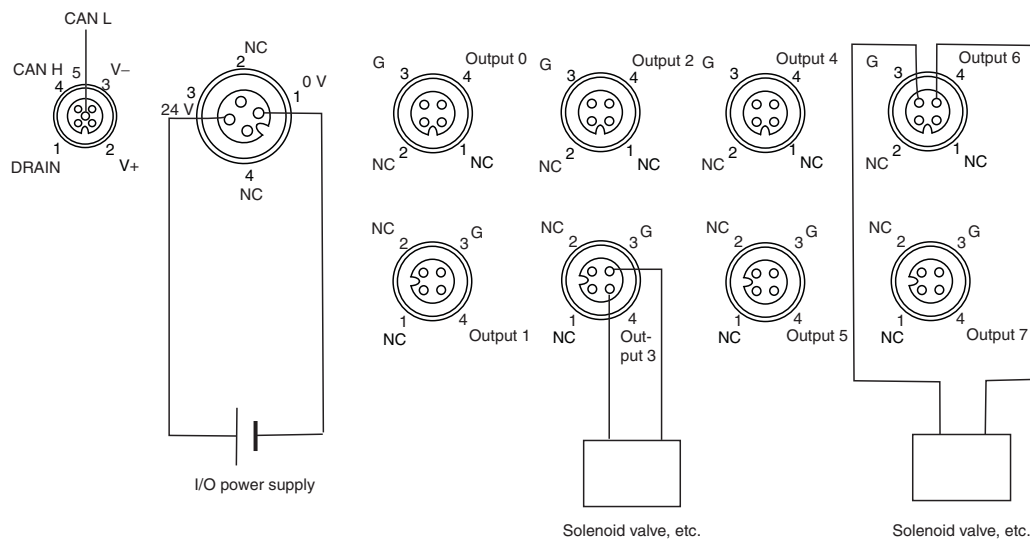 CAN L
CAN H
5
V–
4
3
1
2
DRAIN
V+
NC
2
3
0 V
1
24 V
4
NC
I/O power supply
G
3
Output 0
4
NC
2
1
NC
G
3
Output 2
4
NC
2
1
NC
G
3
Output 4
4
NC
2
1
NC
G
3
4
Output 6
NC
2
1
NC
NC
2
3
G
1
NC
4
Output 1
NC
2
3
G
1
NC
4
Out-
put 3
NC
2
3
G
1
NC
4
Output 5
NC
2
3
G
1
NC
4
Output 7
Solenoid valve, etc.
Solenoid valve, etc.